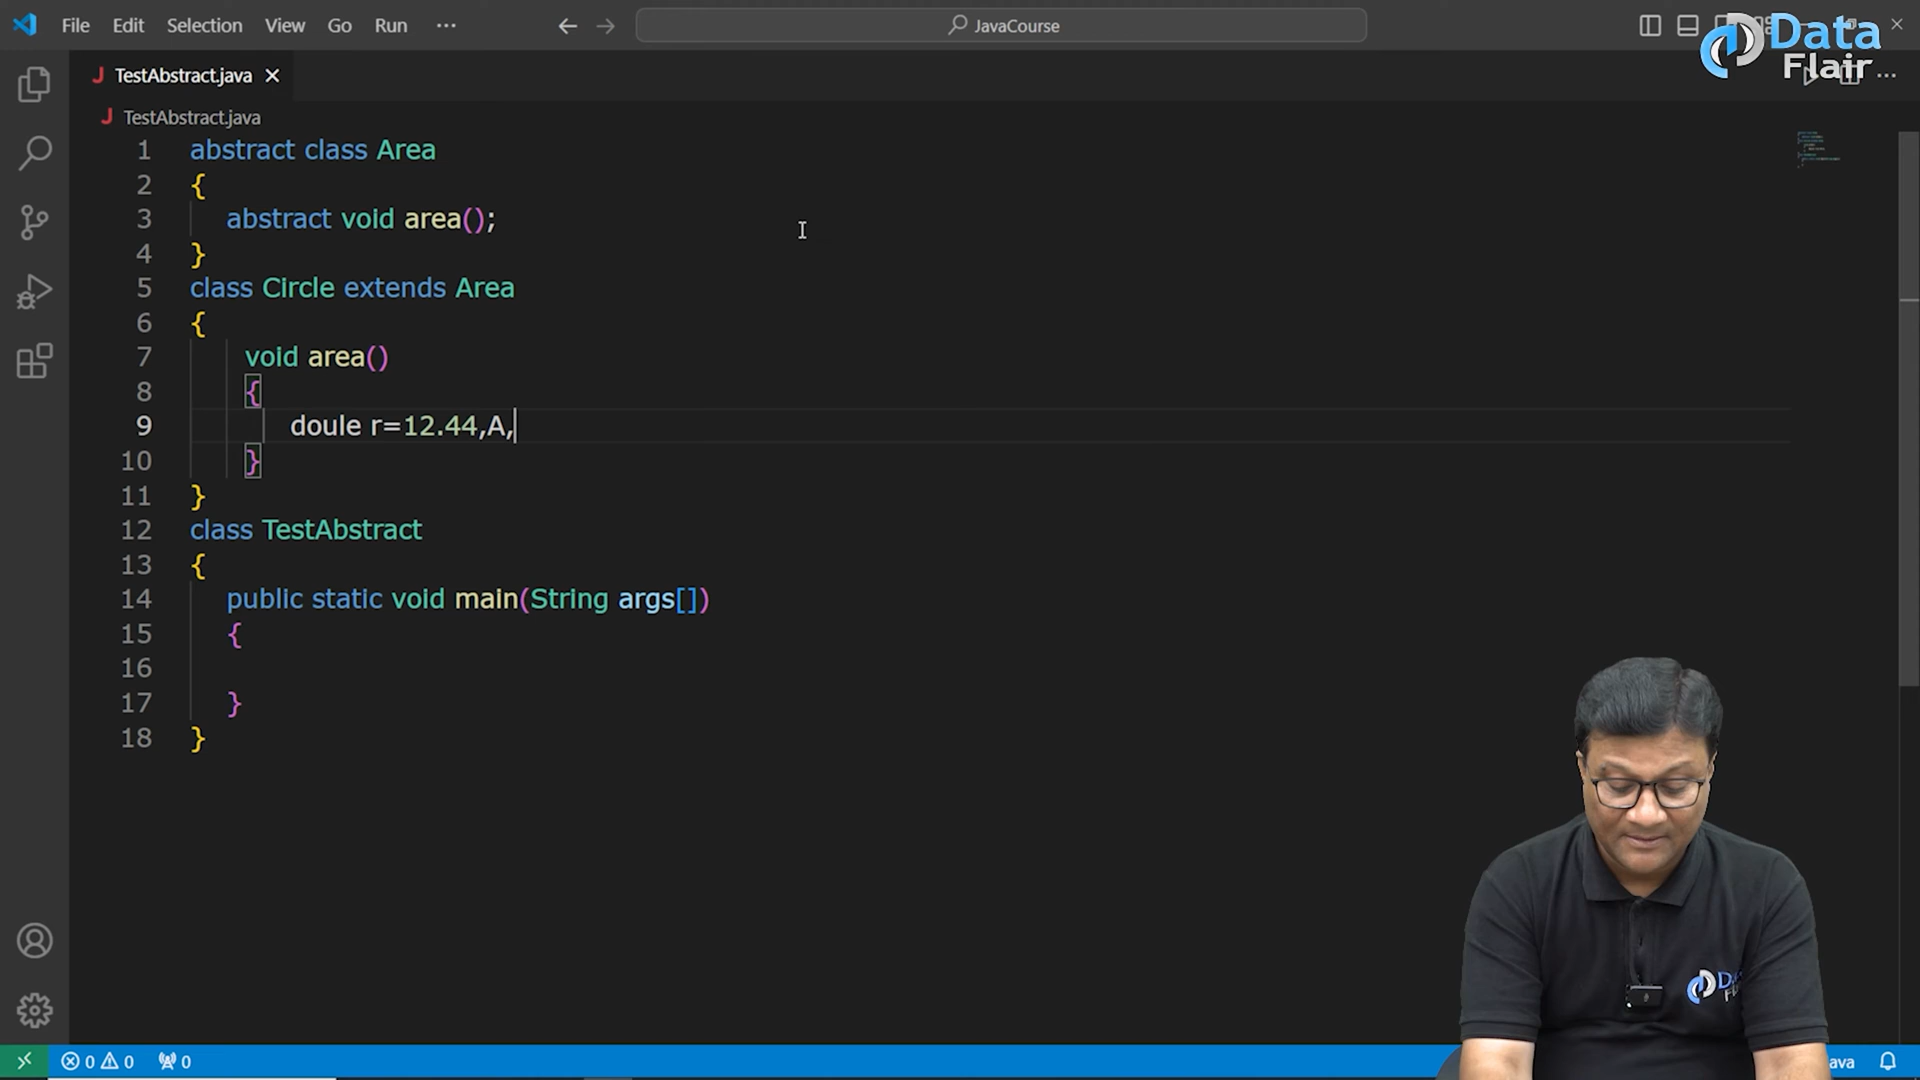 File Edit Selection View Go Run ··· JavaCourse
Data
Flair
TestAbstract.java
TestAbstract.java
1 abstract class Area
2 {
3 abstract void area();
4 }
5 class Circle extends Area
6 {
7 void area()
8 {
9 doule r=12.44,A,
10 }
11 }
12 class TestAbstract
13 {
14 public static void main(String args[])
15 {
16
17 }
18 }
0 0 0